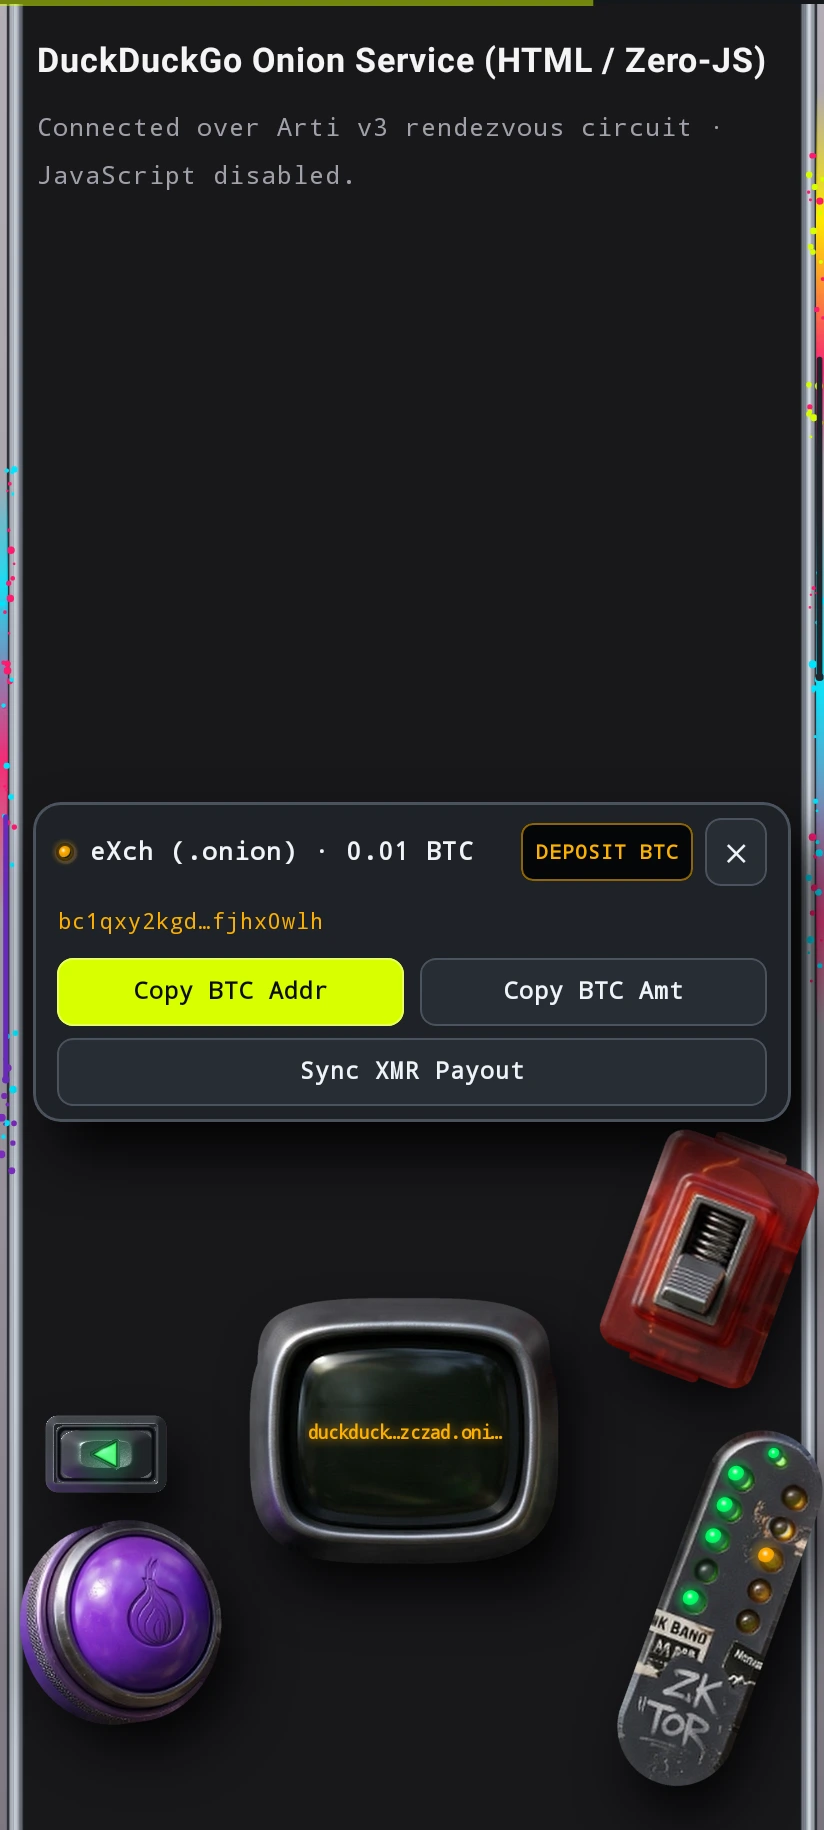 DuckDuckGo Onion Service (HTML / Zero-JS)
Connected over Arti v3 rendezvous circuit ·
JavaScript disabled.
eXch (.onion) · 0.01 BTC
DEPOSIT BTC
bc1qxy2kgd…fjhx0wlh
Copy BTC Addr
Copy BTC Amt
Sync XMR Payout
duckduck…zczad.oni…
BAND
ZK
TOR